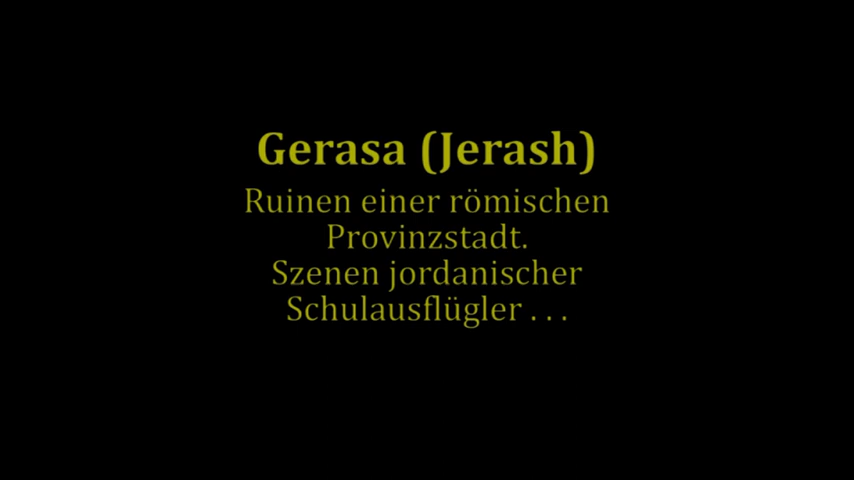 Gerasa (Jerash)
Ruinen einer römischen
Provinzstadt.
Szenen jordanischer
Schulausflügler . . .